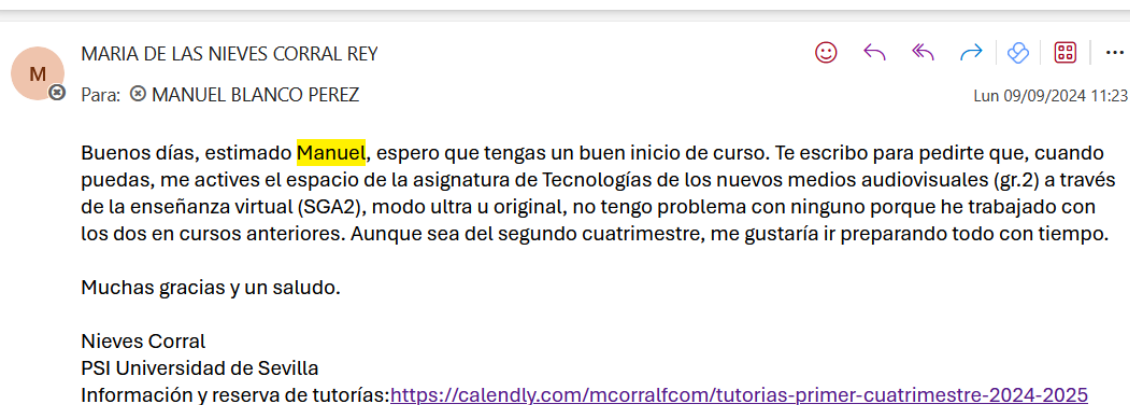 MARIA DE LAS NIEVES CORRAL REY
M
Para: MANUEL BLANCO PEREZ
Lun 09/09/2024 11:23
Buenos días, estimado Manuel, espero que tengas un buen inicio de curso. Te escribo para pedirte que, cuando
puedas, me actives el espacio de la asignatura de Tecnologías de los nuevos medios audiovisuales (gr.2) a través
de la enseñanza virtual (SGA2), modo ultra u original, no tengo problema con ninguno porque he trabajado con
los dos en cursos anteriores. Aunque sea del segundo cuatrimestre, me gustaría ir preparando todo con tiempo.
Muchas gracias y un saludo.
Nieves Corral
PSI Universidad de Sevilla
Información y reserva de tutorías:https://calendly.com/mcorralfcom/tutorias-primer-cuatrimestre-2024-2025